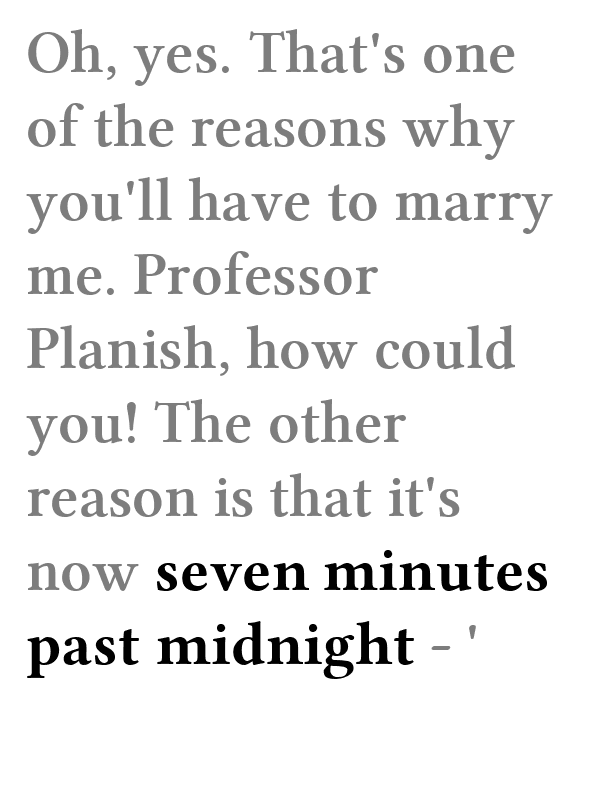 Oh, yes. That's one
of the reasons why
you'll have to marry
me. Professor
Planish, how could
you! The other
reason is that it's
now seven minutes
past midnight - '